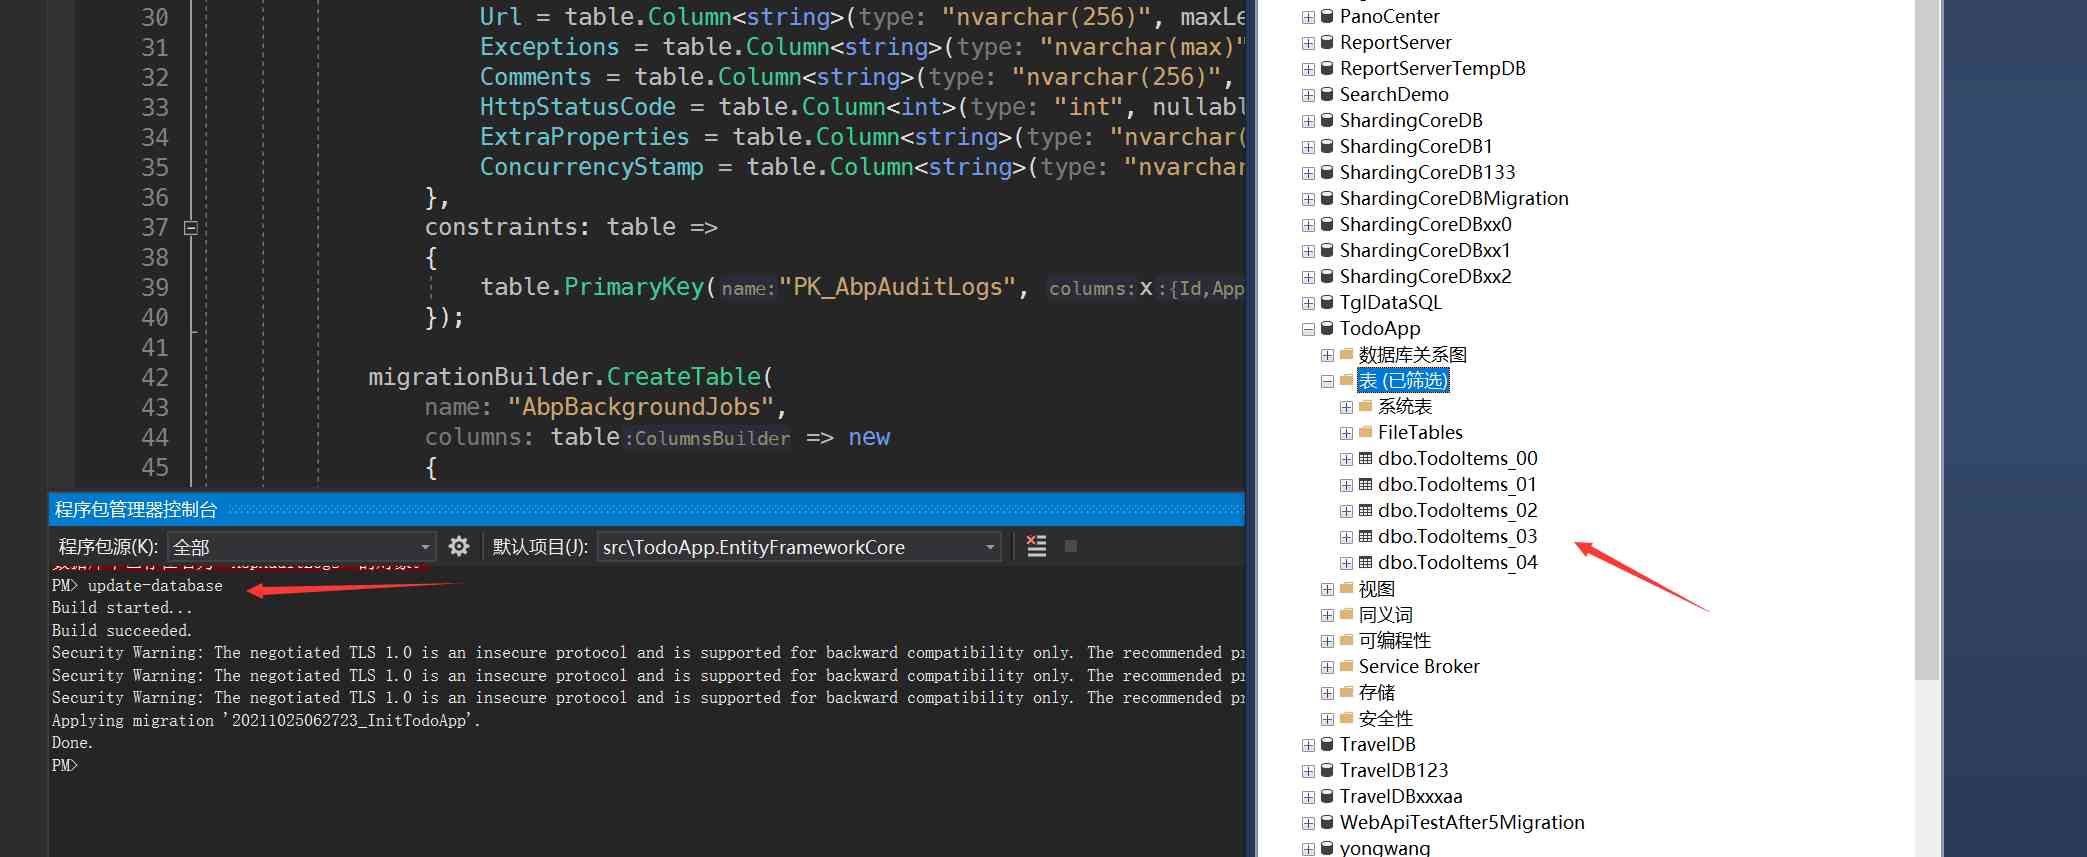 30 Url = table.Column<string>(type: "nvarchar(256)", maxLe
31 Exceptions = table.Column<string>(type: "nvarchar(max)"
32 Comments = table.Column<string>(type: "nvarchar(256)",
33 HttpStatusCode = table.Column<int>(type: "int", nullabl
34 ExtraProperties = table.Column<string>(type: "nvarchar(
35 ConcurrencyStamp = table.Column<string>(type: "nvarchar
36 },
37 constraints: table =>
38 {
39 table.PrimaryKey(name:"PK_AbpAuditLogs", columns:x:{Id,App
40 });
41
42 migrationBuilder.CreateTable(
43 name: "AbpBackgroundJobs",
44 columns: table:ColumnsBuilder => new
45 {
程序包管理器控制台
程序包源(K): 全部 默认项目(J): src\TodoApp.EntityFrameworkCore
PM> update-database
Build started...
Build succeeded.
Security Warning: The negotiated TLS 1.0 is an insecure protocol and is supported for backward compatibility only. The recommended pr
Security Warning: The negotiated TLS 1.0 is an insecure protocol and is supported for backward compatibility only. The recommended pr
Security Warning: The negotiated TLS 1.0 is an insecure protocol and is supported for backward compatibility only. The recommended pr
Applying migration '20211025062723_InitTodoApp'.
Done.
PM>
PanoCenter
ReportServer
ReportServerTempDB
SearchDemo
ShardingCoreDB
ShardingCoreDB1
ShardingCoreDB133
ShardingCoreDBMigration
ShardingCoreDBxx0
ShardingCoreDBxx1
ShardingCoreDBxx2
TglDataSQL
TodoApp
数据库关系图
表 (已筛选)
系统表
FileTables
dbo.TodoItems_00
dbo.TodoItems_01
dbo.TodoItems_02
dbo.TodoItems_03
dbo.TodoItems_04
视图
同义词
可编程性
Service Broker
存储
安全性
TravelDB
TravelDB123
TravelDBxxxaa
WebApiTestAfter5Migration
yongwang